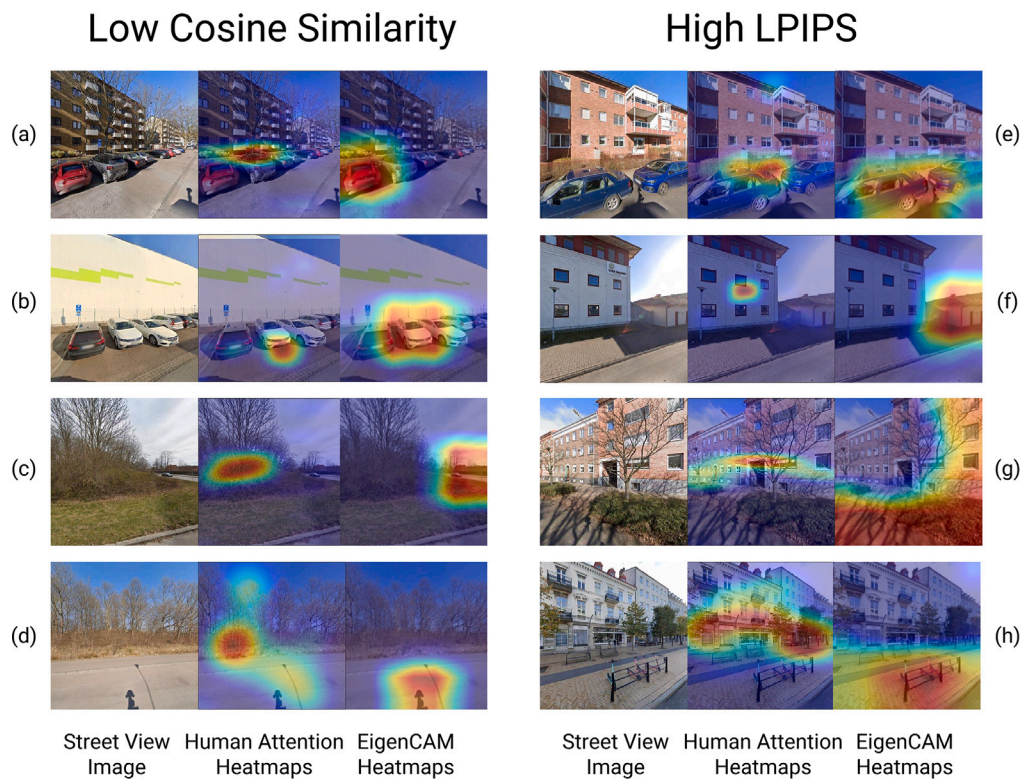 Low Cosine Similarity
High LPIPS
(a)
(e)
(b)
(f)
(c)
(g)
(d)
(h)
Street View
Image
Human Attention
Heatmaps
EigenCAM
Heatmaps
Street View
Image
Human Attention
Heatmaps
EigenCAM
Heatmaps